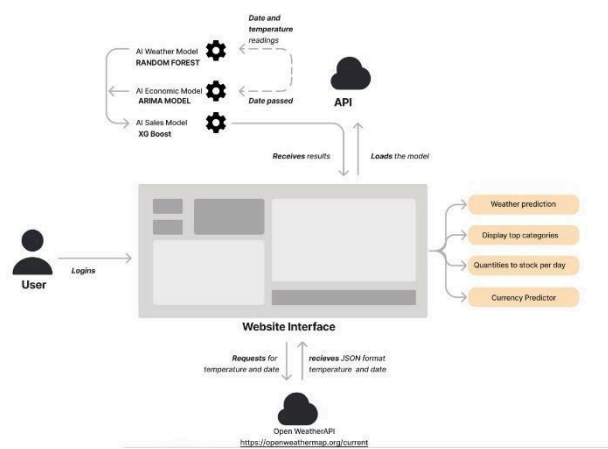 Date and
temperature
readings
AI Weather Model
RANDOM FOREST
AI Economic Model
ARIMA MODEL
Date passed
API
AI Sales Model
XG Boost
Receives results
Loads the model
Weather prediction
Display top categories
Quantities to stock per day
Currency Predictor
Logins
User
Website Interface
Requests for
temperature and date
recieves JSON format
temperature and date
Open WeatherAPI
https://openweathermap.org/current